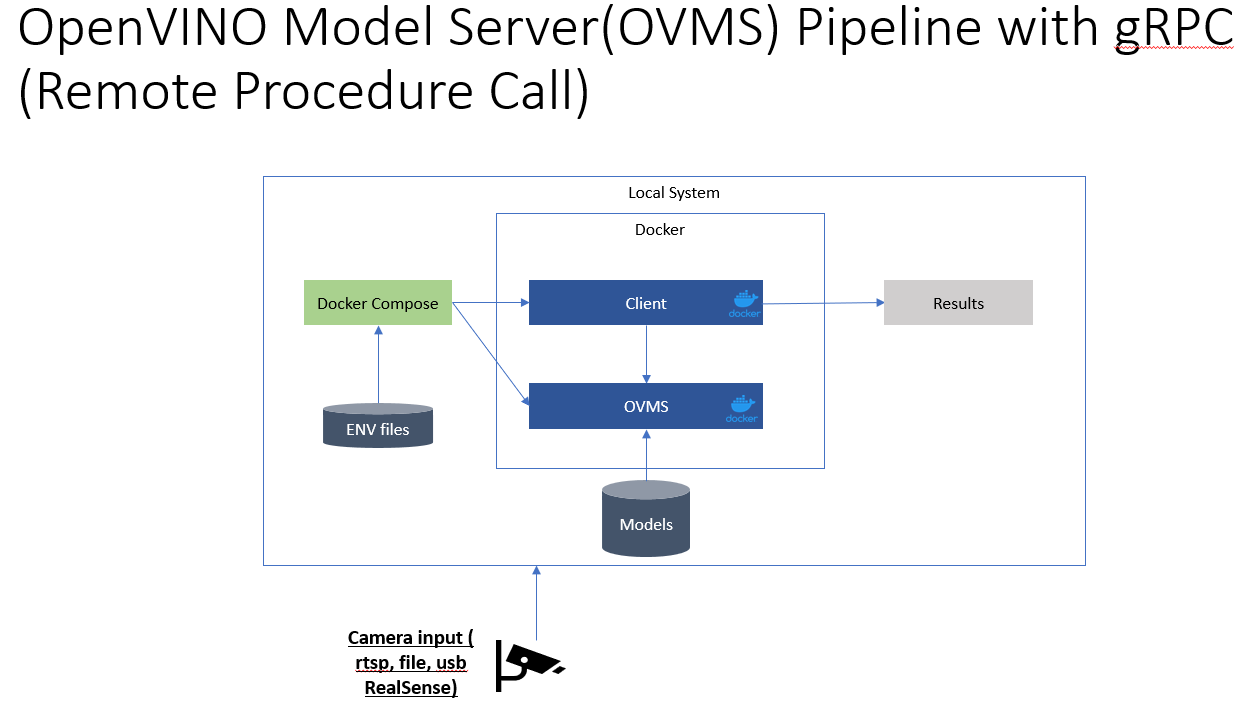 OpenVINO Model Server(OVMS) Pipeline with gRPC
(Remote Procedure Call)
Local System
Docker
Docker Compose
Client
docker
Results
OVMS
docker
ENV files
Models
Camera input (
rtsp, file, usb
RealSense)